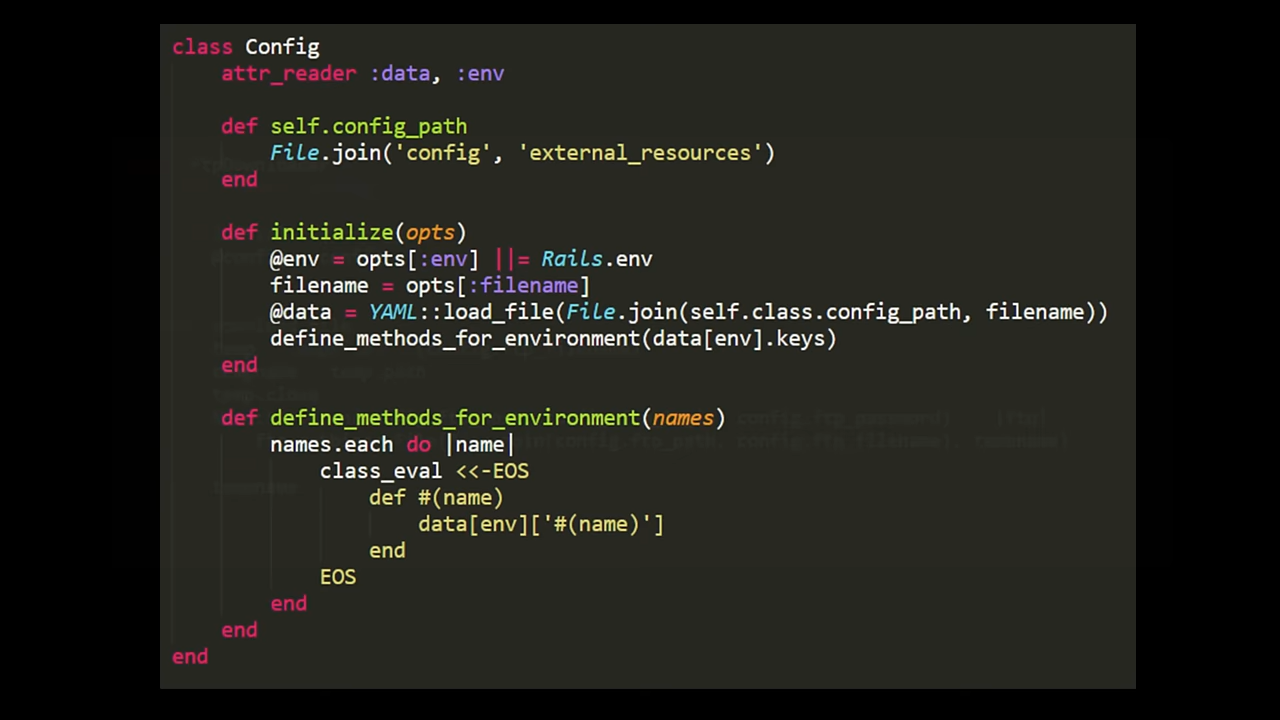 class Config
    attr_reader :data, :env

    def self.config_path
        File.join('config', 'external_resources')
    end

    def initialize(opts)
        @env = opts[:env] ||= Rails.env
        filename = opts[:filename]
        @data = YAML::load_file(File.join(self.class.config_path, filename))
        define_methods_for_environment(data[env].keys)
    end

    def define_methods_for_environment(names)
        names.each do |name|
            class_eval <<-EOS
                def #(name)
                    data[env]['#(name)']
                end
            EOS
        end
    end
end